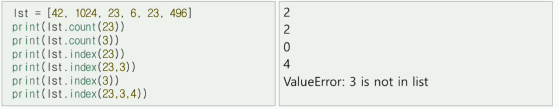 lst = [42, 1024, 23, 6, 23, 496]
print(lst.count(23))
print(lst.count(3))
print(lst.index(23))
print(lst.index(23,3))
print(lst.index(3))
print(lst.index(23,3,4))
2
2
0
4
ValueError: 3 is not in list